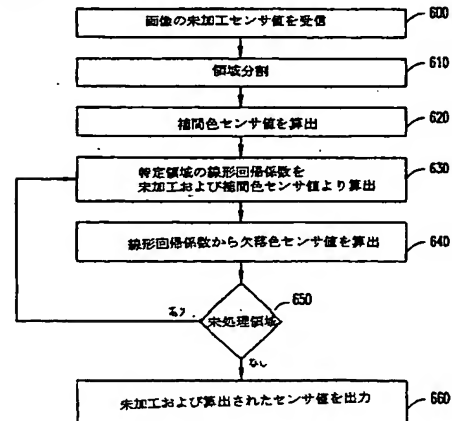 画像の未加工センサ値を受信
600
領域分割
610
補間色センサ値を算出
620
特定領域の線形回帰係数を
未加工および補間色センサ値より算出
630
線形回帰係数から欠落色センサ値を算出
640
未処理領域
650
あり
なし
未加工および算出されたセンサ値を出力
660